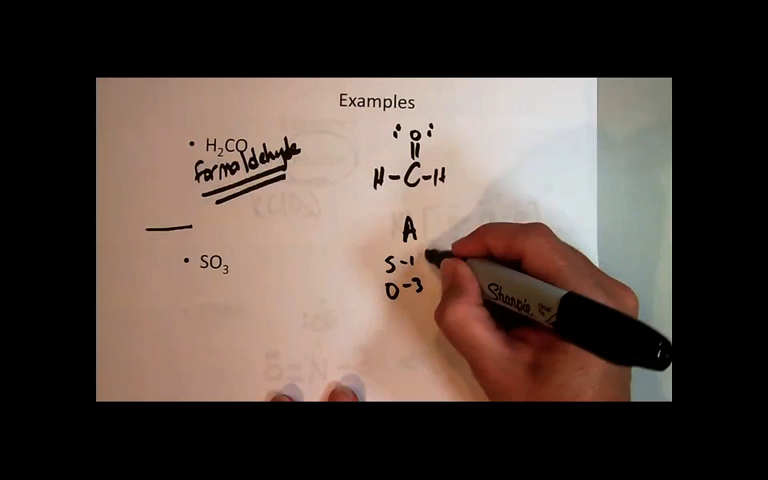 Examples
• H₂CO
Formaldehyde
:O:
||
H-C-H
A
• SO₃
S-1
O-3
Sharpie